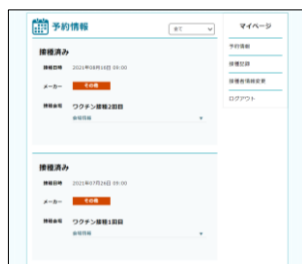 予約情報
全て
マイページ
予約情報
接種記録
接種者情報変更
ログアウト
接種済み
接種日時 2021年08月16日 09:00
メーカー その他
接種会場 ワクチン接種2回目
接種済み
接種日時 2021年07月26日 09:00
メーカー その他
接種会場 ワクチン接種1回目